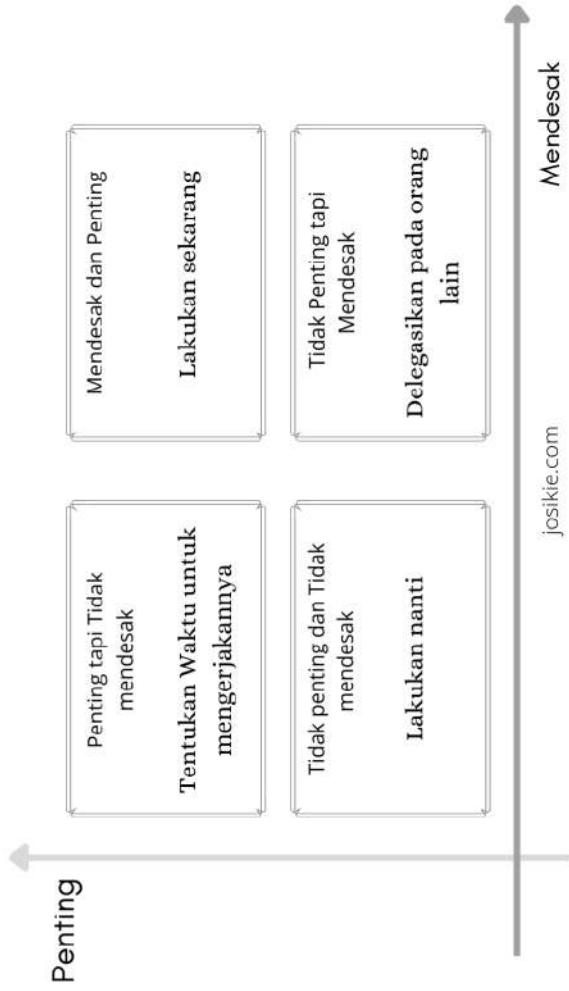 Penting
Penting tapi Tidak
mendesak
Tentukan Waktu untuk
mengerjakannya
Mendesak dan Penting
Lakukan sekarang
Tidak penting dan Tidak
mendesak
Lakukan nanti
Tidak Penting tapi
Mendesak
Delegasikan pada orang
lain
Mendesak
josikie.com